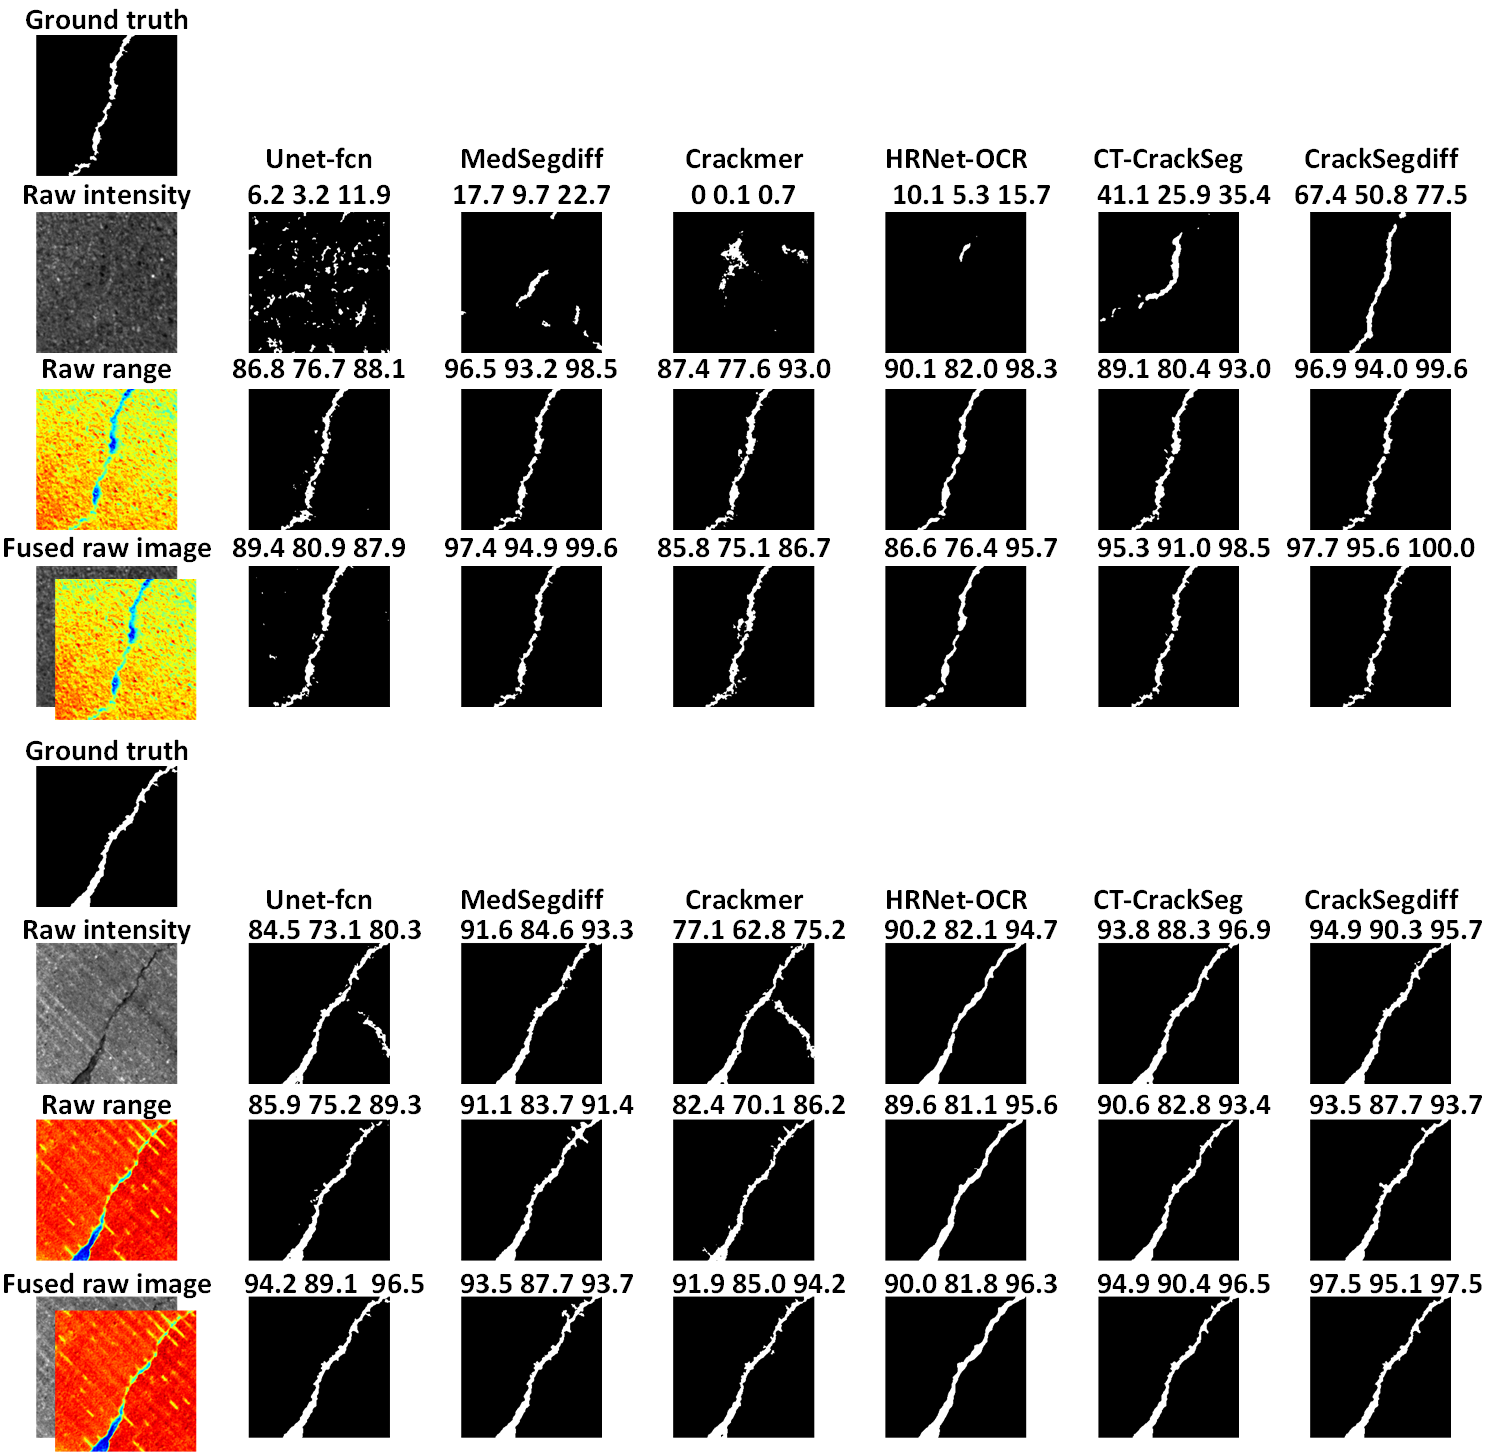 Ground truth
Unet-fcn MedSegdiff Crackmer HRNet-OCR CT-CrackSeg CrackSegdiff
Raw intensity 6.2 3.2 11.9 17.7 9.7 22.7 0 0.1 0.7 10.1 5.3 15.7 41.1 25.9 35.4 67.4 50.8 77.5
Raw range 86.8 76.7 88.1 96.5 93.2 98.5 87.4 77.6 93.0 90.1 82.0 98.3 89.1 80.4 93.0 96.9 94.0 99.6
Fused raw image 89.4 80.9 87.9 97.4 94.9 99.6 85.8 75.1 86.7 86.6 76.4 95.7 95.3 91.0 98.5 97.7 95.6 100.0
Ground truth
Unet-fcn MedSegdiff Crackmer HRNet-OCR CT-CrackSeg CrackSegdiff
Raw intensity 84.5 73.1 80.3 91.6 84.6 93.3 77.1 62.8 75.2 90.2 82.1 94.7 93.8 88.3 96.9 94.9 90.3 95.7
Raw range 85.9 75.2 89.3 91.1 83.7 91.4 82.4 70.1 86.2 89.6 81.1 95.6 90.6 82.8 93.4 93.5 87.7 93.7
Fused raw image 94.2 89.1 96.5 93.5 87.7 93.7 91.9 85.0 94.2 90.0 81.8 96.3 94.9 90.4 96.5 97.5 95.1 97.5